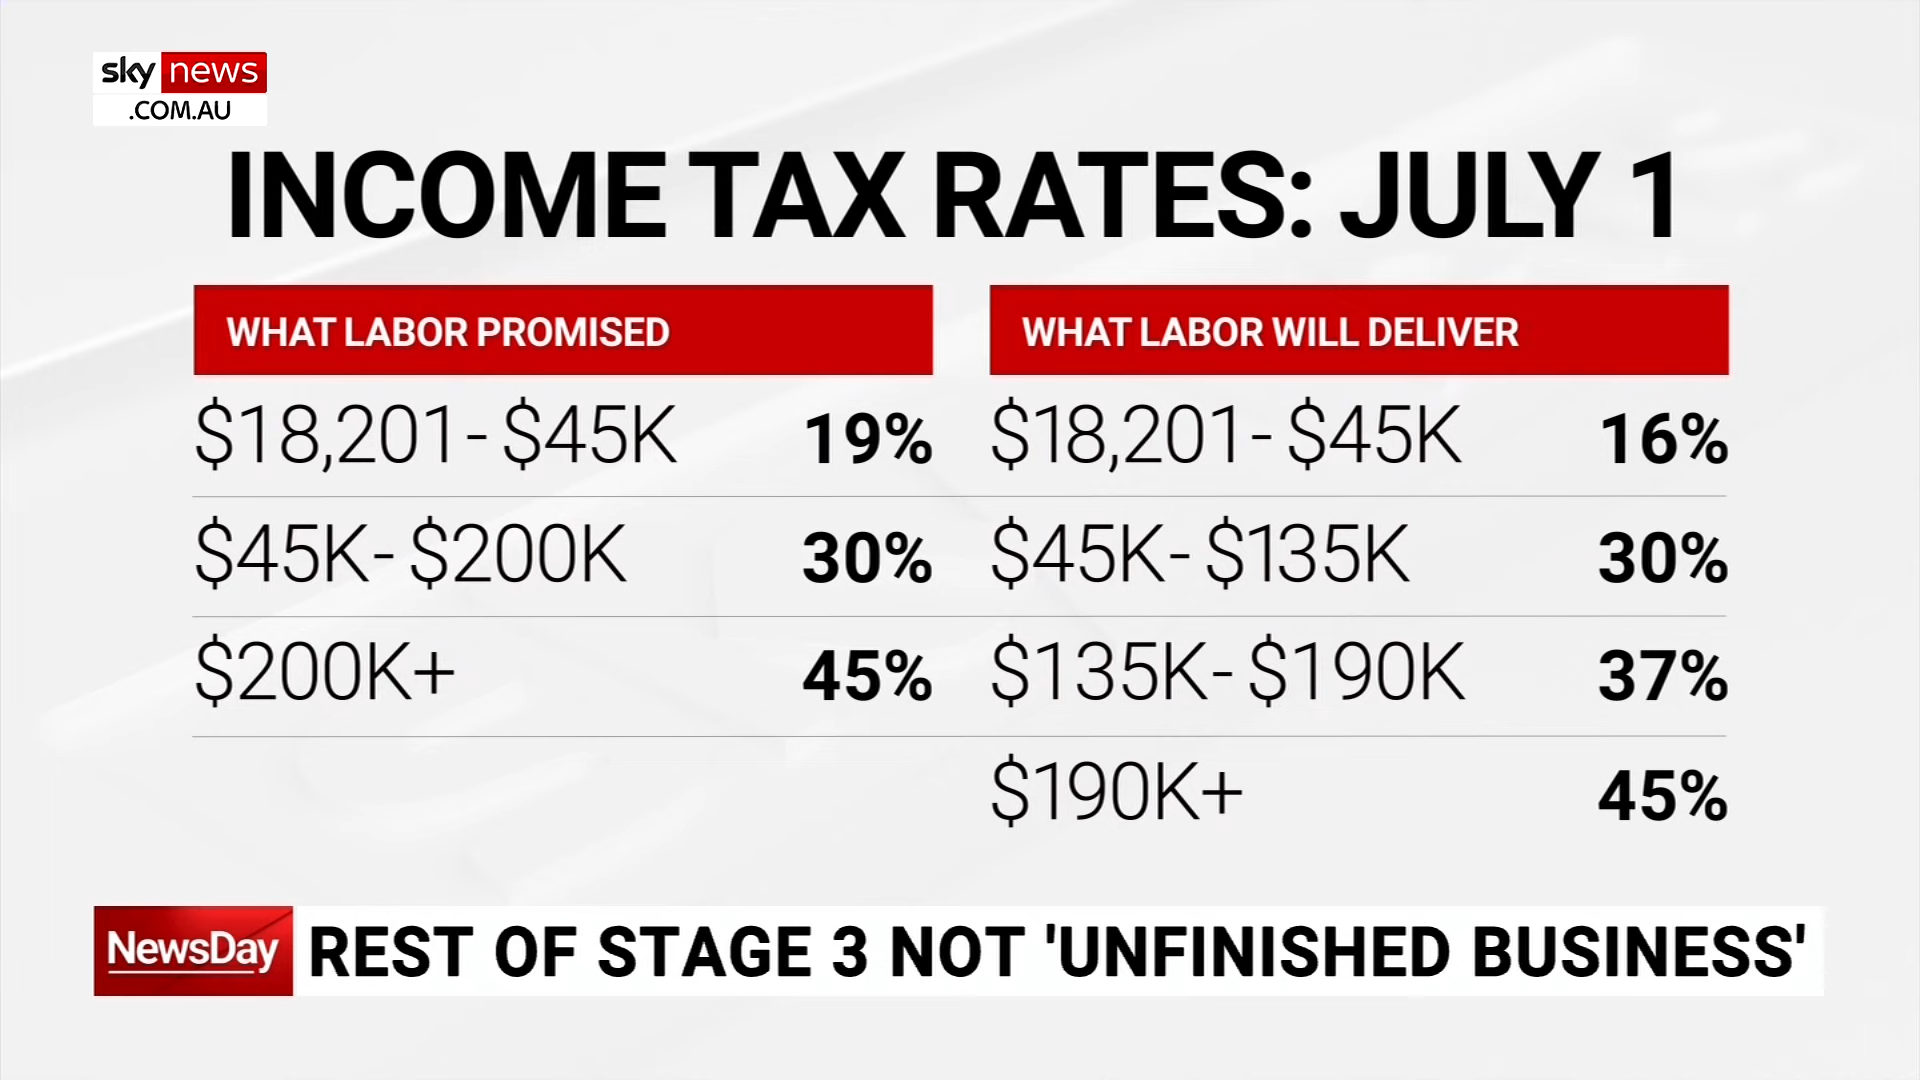 sky news
.COM.AU
INCOME TAX RATES: JULY 1
WHAT LABOR PROMISED
$18,201- $45K 19%
$45K- $200K 30%
$200K+ 45%
WHAT LABOR WILL DELIVER
$18,201- $45K 16%
$45K- $135K 30%
$135K- $190K 37%
$190K+ 45%
NewsDay
REST OF STAGE 3 NOT 'UNFINISHED BUSINESS'